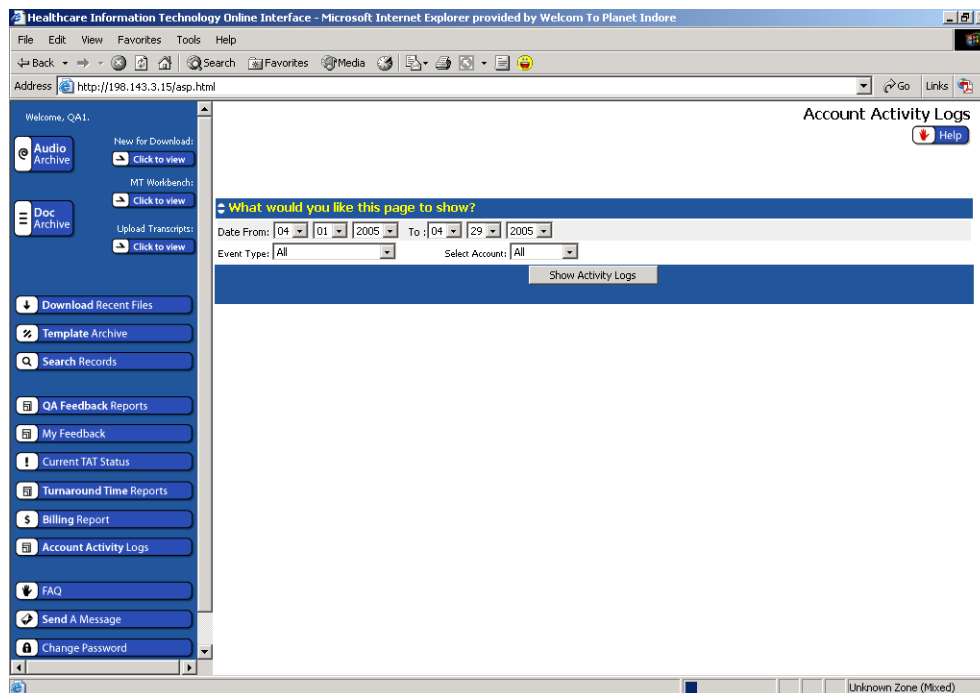 Healthcare Information Technology Online Interface - Microsoft Internet Explorer provided by Welcom To Planet Indore
File Edit View Favorites Tools Help
Back Search Favorites Media
Address http://198.143.3.15/asp.html Go Links
Welcome, QA1.
Account Activity Logs
Help
Audio Archive
New for Download:
Click to view
MT Workbench:
Click to view
Doc Archive
Upload Transcripts:
Click to view
What would you like this page to show?
Date From: 04 01 2005 To : 04 29 2005
Event Type: All Select Account: All
Show Activity Logs
Download Recent Files
Template Archive
Search Records
QA Feedback Reports
My Feedback
Current TAT Status
Turnaround Time Reports
Billing Report
Account Activity Logs
FAQ
Send A Message
Change Password
Unknown Zone (Mixed)